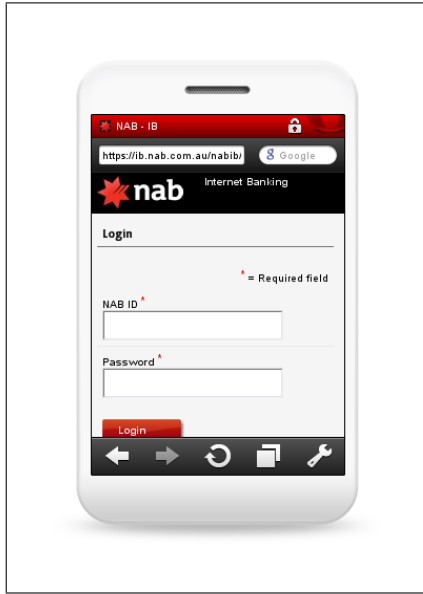 NAB - IB
https://ib.nab.com.au/nabib/ g Google
nab Internet Banking
Login
* = Required field
NAB ID *
Password *
Login